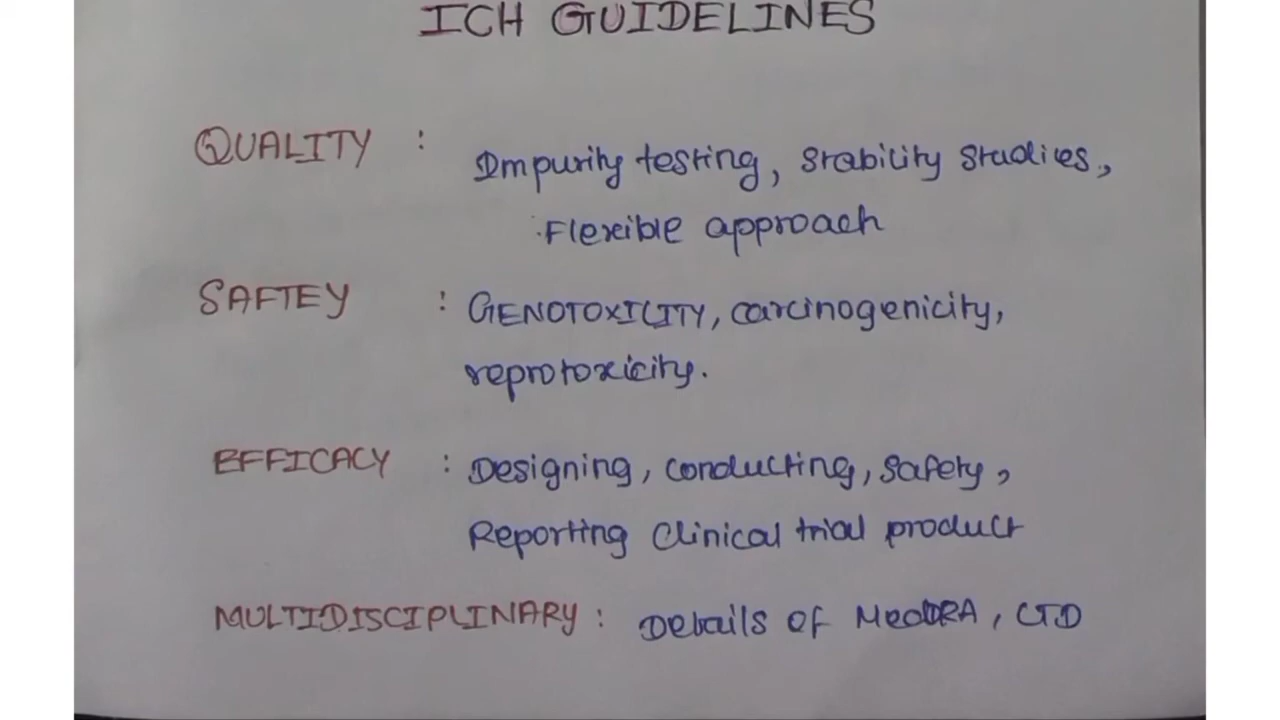 ICH GUIDELINES
QUALITY : Impurity testing, Stability Studies,
Flexible approach
SAFTEY : GENOTOXICITY, carcinogenicity,
reprotoxicity.
EFFICACY : Designing, conducting, Safety,
Reporting Clinical trial product
MULTIDISCIPLINARY : Details of MedDRA, CTD